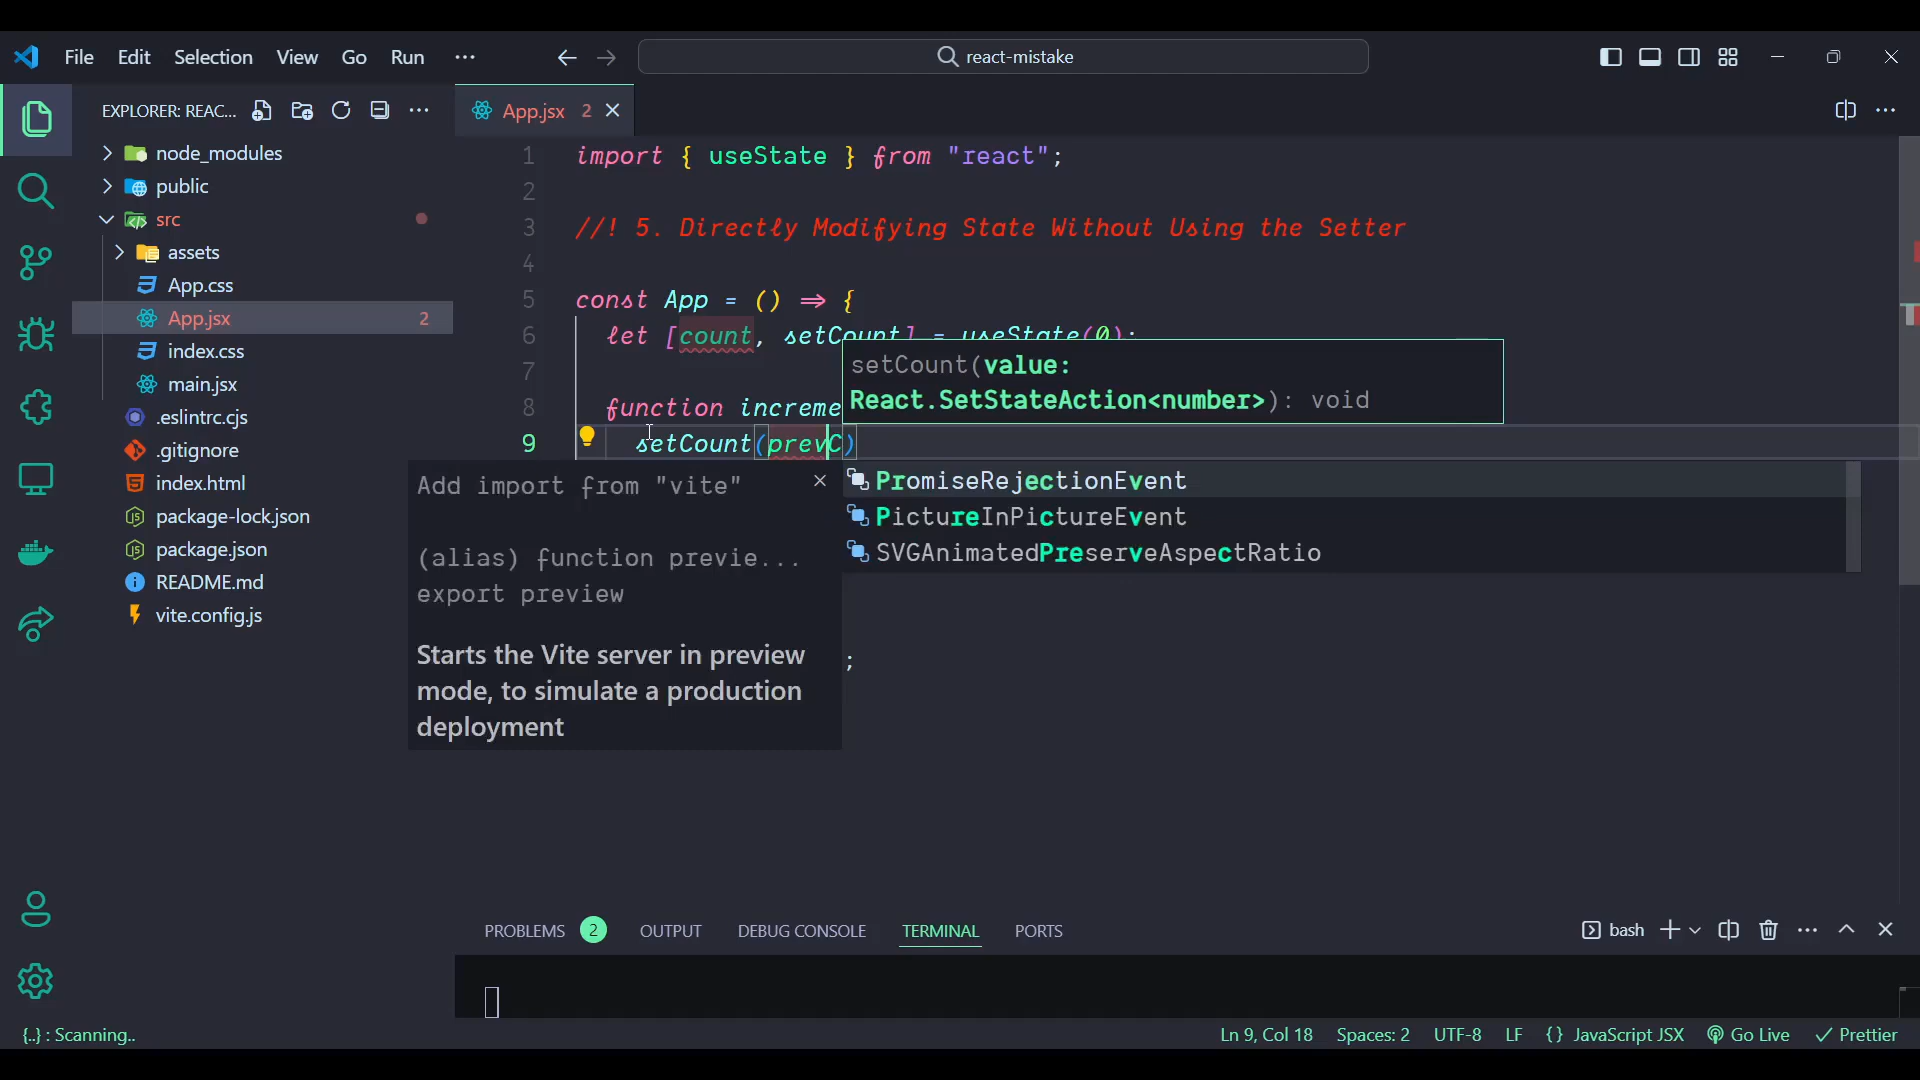 File Edit Selection View Go Run ...
react-mistake
EXPLORER: REAC...
App.jsx 2
node_modules
public
src
assets
App.css
App.jsx 2
index.css
main.jsx
.eslintrc.cjs
.gitignore
index.html
package-lock.json
package.json
README.md
vite.config.js
1 import { useState } from "react";
2
3 //! 5. Directly Modifying State Without Using the Setter
4
5 const App = () => {
6 let [count, setCount] = useState(0);
7
8 function increme
9 setCount(prevC)
setCount(value:
React.SetStateAction<number>): void
Add import from "vite"
(alias) function previe...
export preview
Starts the Vite server in preview
mode, to simulate a production
deployment
PromiseRejectionEvent
PictureInPictureEvent
SVGAnimatedPreserveAspectRatio
;
PROBLEMS 2 OUTPUT DEBUG CONSOLE TERMINAL PORTS
bash
{..} : Scanning..
Ln 9, Col 18 Spaces: 2 UTF-8 LF {} JavaScript JSX Go Live Prettier